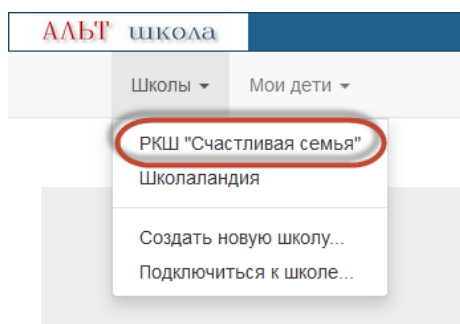 АЛЬТ школа
Школы Мои дети
РКШ "Счастливая семья"
Школаландия
Создать новую школу...
Подключиться к школе...